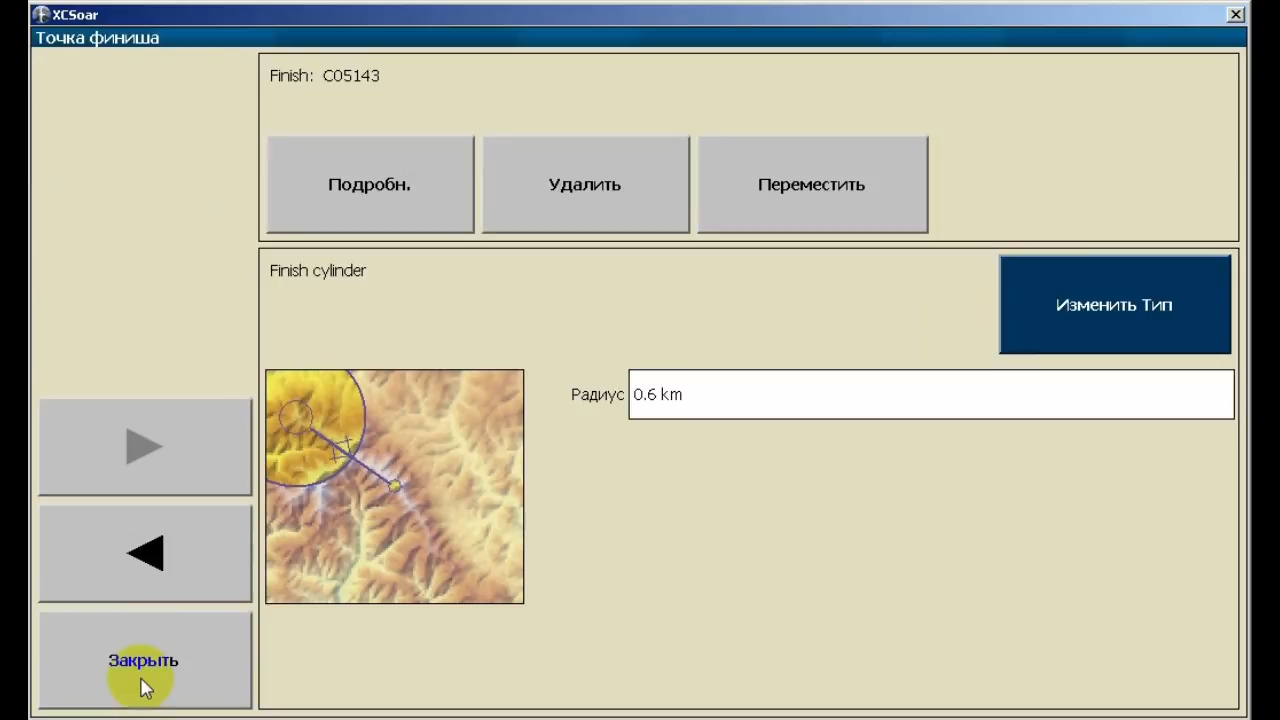 XCSoar
Точка финиша
Finish: C05143
Подробн.
Удалить
Переместить
Finish cylinder
Изменить Тип
Радиус
0.6 km
Закрыть